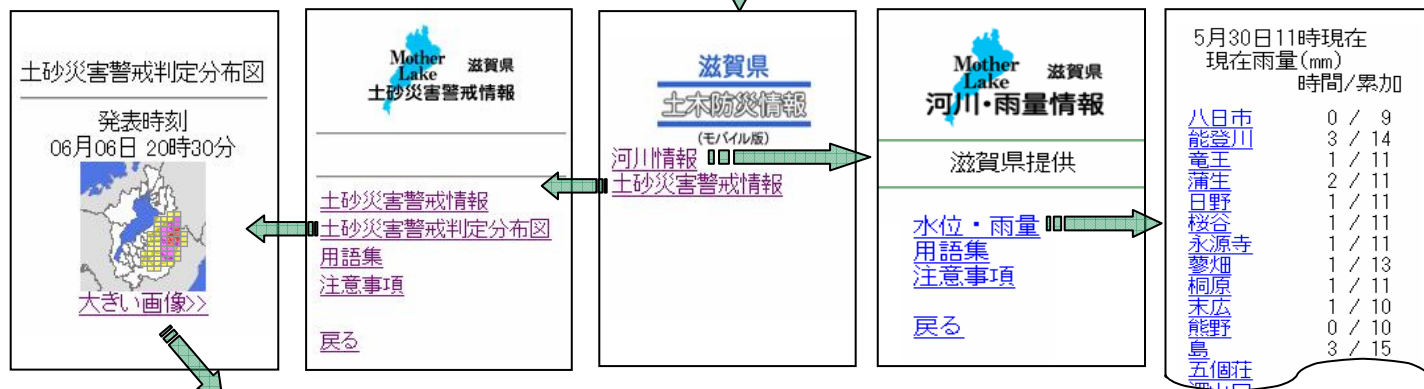 土砂災害警戒判定分布図
発表時刻
06月06日 20時30分
大きい画像>>
Mother
Lake
滋賀県
土砂災害警戒情報
土砂災害警戒情報
土砂災害警戒判定分布図
用語集
注意事項
戻る
滋賀県
土木防災情報
(モバイル版)
河川情報
土砂災害警戒情報
Mother
Lake
滋賀県
河川・雨量情報
滋賀県提供
水位・雨量
用語集
注意事項
戻る
5月30日11時現在
現在雨量(mm)
時間/累加
八日市 0 / 9
能登川 3 / 14
竜王 1 / 11
蒲生 2 / 11
日野 1 / 11
桜谷 1 / 11
永源寺 1 / 11
蓼畑 1 / 13
桐原 1 / 11
末広 1 / 10
熊野 0 / 10
島 3 / 15
五個荘